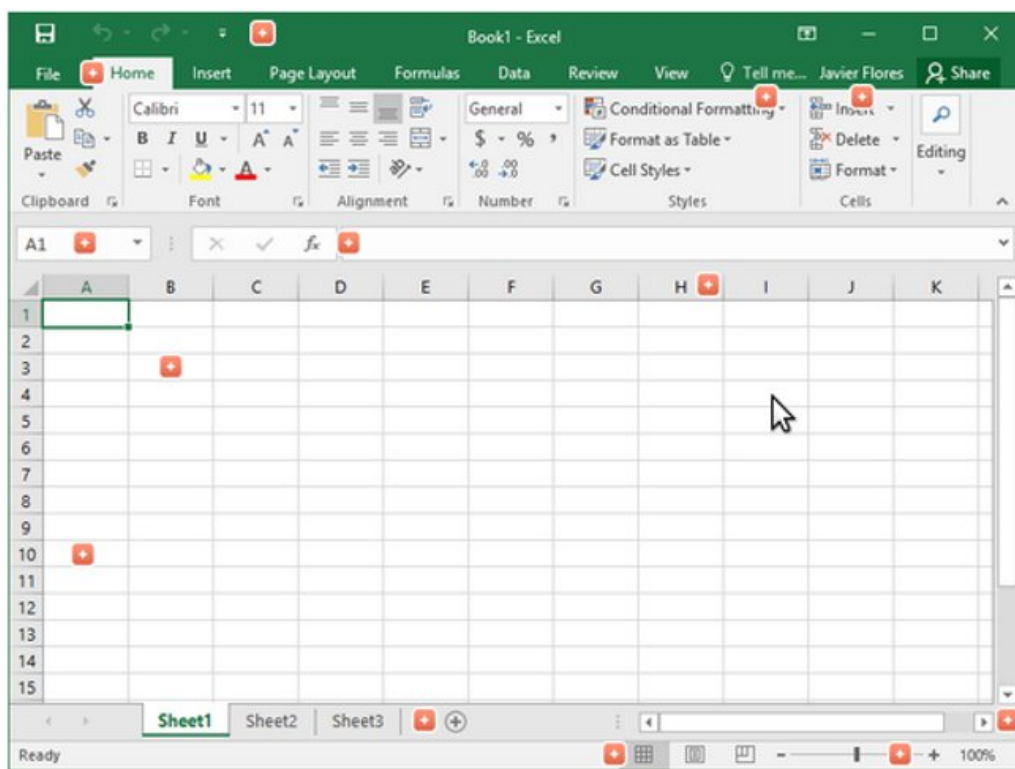 Book1 - Excel
File Home Insert Page Layout Formulas Data Review View Tell me... Javier Flores Share
Calibri 11 General Conditional Formatting Insert
Paste B I U A A $ % , Format as Table Delete Editing
A Cell Styles Format
Clipboard Font Alignment Number Styles Cells
A1 fx
A B C D E F G H I J K
1
2
3
4
5
6
7
8
9
10
11
12
13
14
15
Sheet1 Sheet2 Sheet3
Ready 100%